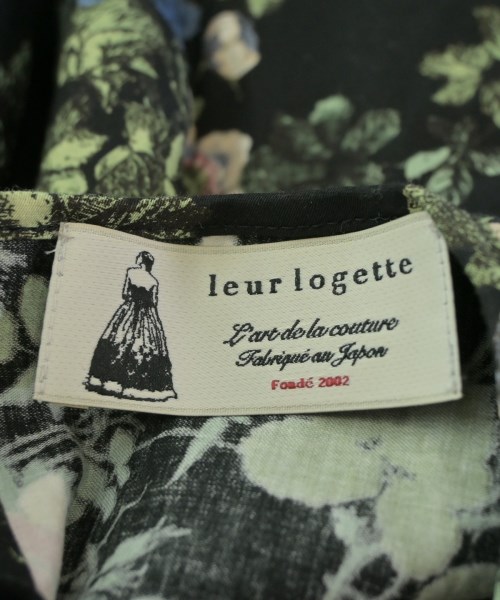 leur logette
L'art de la couture
Fabriqué au Japon
Fondé 2002